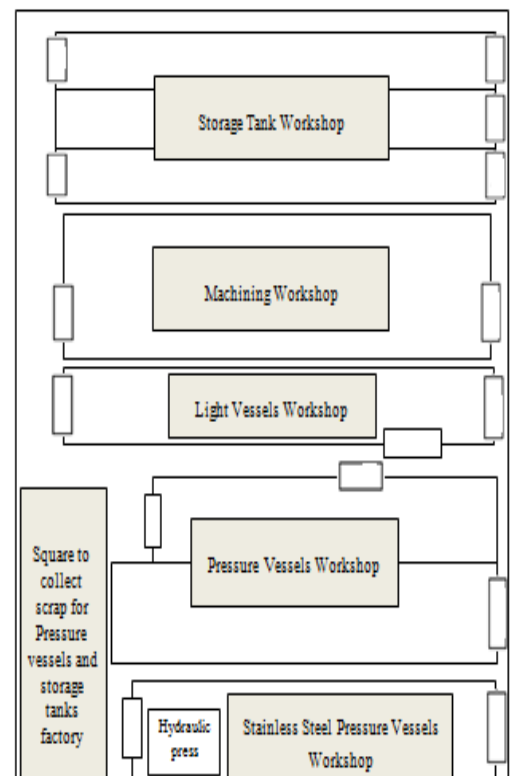 Storage Tank Workshop
Machining Workshop
Light Vessels Workshop
Pressure Vessels Workshop
Square to
collect
scrap for
Pressure
vessels and
storage
tanks
factory
Hydraulic
press
Stainless Steel Pressure Vessels
Workshop